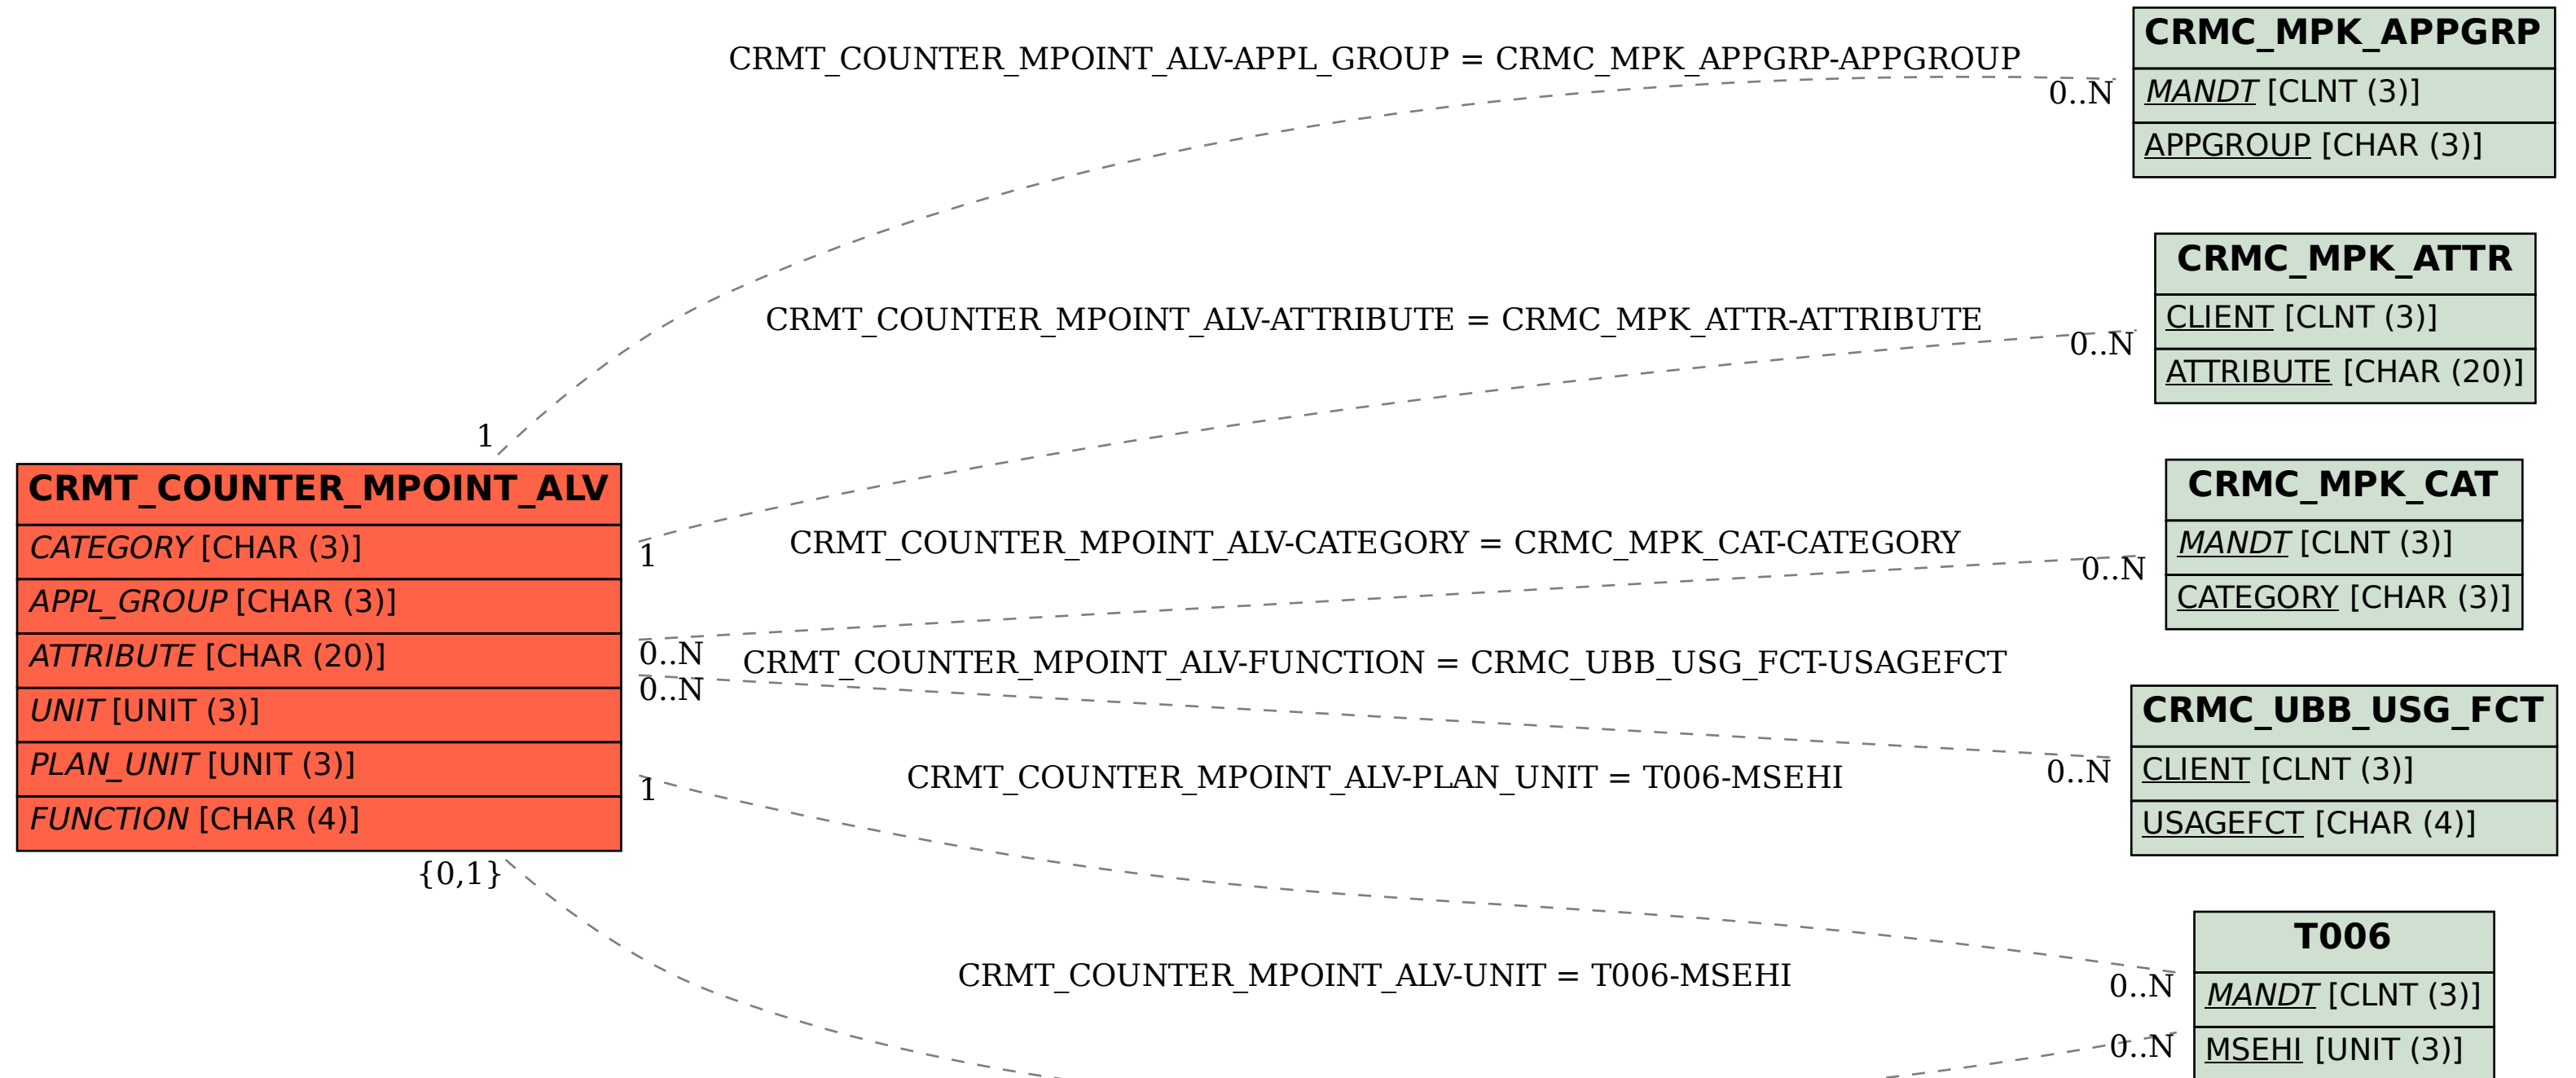 CRMC_MPK_APPGRP
MANDT [CLNT (3)]
APPGROUP [CHAR (3)]
CRMT_COUNTER_MPOINT_ALV-APPL_GROUP = CRMC_MPK_APPGRP-APPGROUP
0..N
1
CRMC_MPK_ATTR
CLIENT [CLNT (3)]
ATTRIBUTE [CHAR (20)]
CRMT_COUNTER_MPOINT_ALV-ATTRIBUTE = CRMC_MPK_ATTR-ATTRIBUTE
0..N
1
CRMT_COUNTER_MPOINT_ALV
CATEGORY [CHAR (3)]
APPL_GROUP [CHAR (3)]
ATTRIBUTE [CHAR (20)]
UNIT [UNIT (3)]
PLAN_UNIT [UNIT (3)]
FUNCTION [CHAR (4)]
CRMC_MPK_CAT
MANDT [CLNT (3)]
CATEGORY [CHAR (3)]
CRMT_COUNTER_MPOINT_ALV-CATEGORY = CRMC_MPK_CAT-CATEGORY
0..N
0..N
CRMT_COUNTER_MPOINT_ALV-FUNCTION = CRMC_UBB_USG_FCT-USAGEFCT
0..N
0..N
CRMC_UBB_USG_FCT
CLIENT [CLNT (3)]
USAGEFCT [CHAR (4)]
CRMT_COUNTER_MPOINT_ALV-PLAN_UNIT = T006-MSEHI
1
0..N
{0,1}
CRMT_COUNTER_MPOINT_ALV-UNIT = T006-MSEHI
0..N
T006
MANDT [CLNT (3)]
MSEHI [UNIT (3)]